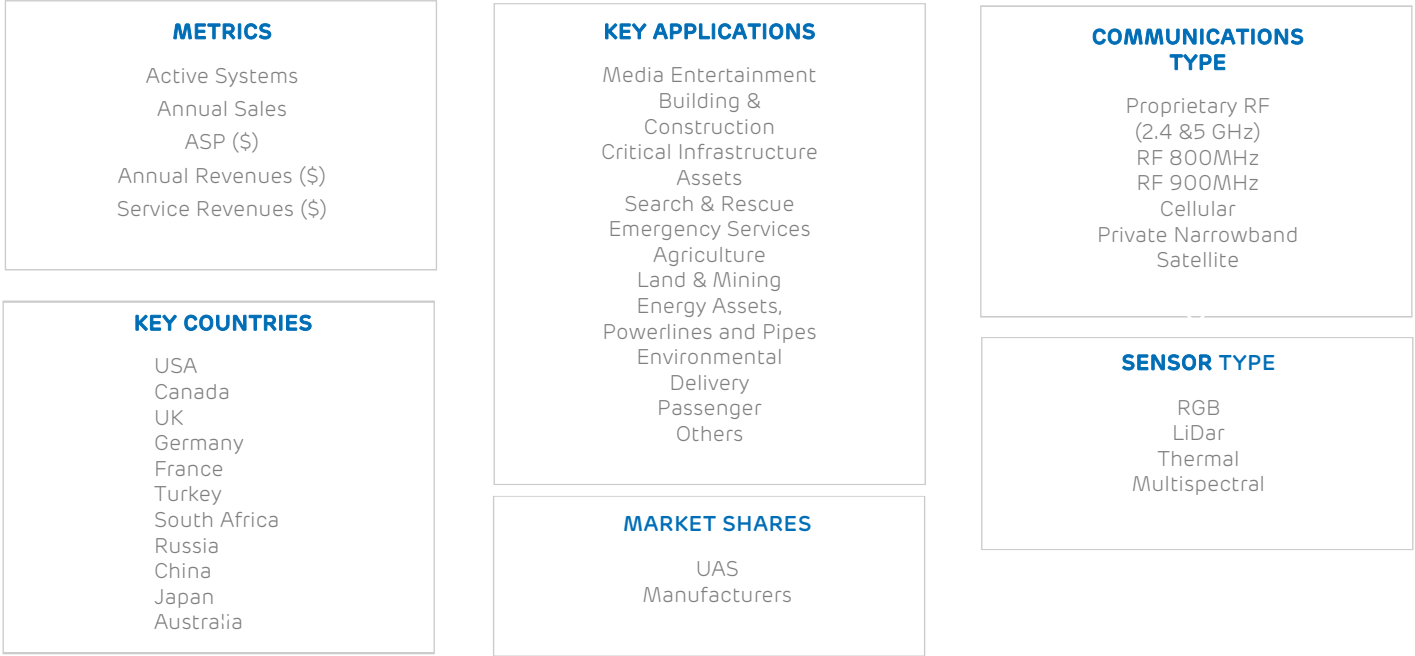 METRICS
Active Systems
Annual Sales
ASP ($)
Annual Revenues ($)
Service Revenues ($)
KEY COUNTRIES
USA
Canada
UK
Germany
France
Turkey
South Africa
Russia
China
Japan
Australia
KEY APPLICATIONS
Media Entertainment
Building &
Construction
Critical Infrastructure
Assets
Search & Rescue
Emergency Services
Agriculture
Land & Mining
Energy Assets,
Powerlines and Pipes
Environmental
Delivery
Passenger
Others
MARKET SHARES
UAS
Manufacturers
COMMUNICATIONS
TYPE
Proprietary RF
(2.4 &5 GHz)
RF 800MHz
RF 900MHz
Cellular
Private Narrowband
Satellite
SENSOR TYPE
RGB
LiDar
Thermal
Multispectral